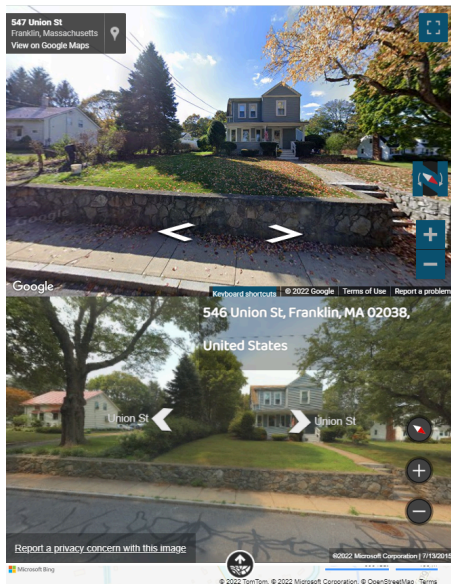 547 Union St
Franklin, Massachusetts
View on Google Maps
Google
Keyboard shortcuts
© 2022 Google
Terms of Use
Report a problem
546 Union St, Franklin, MA 02038,
United States
Union St
Union St
Report a privacy concern with this image
©2022 Microsoft Corporation | 7/13/2015
Microsoft Bing
© 2022 TomTom, © 2022 Microsoft Corporation, © OpenStreetMap Terms